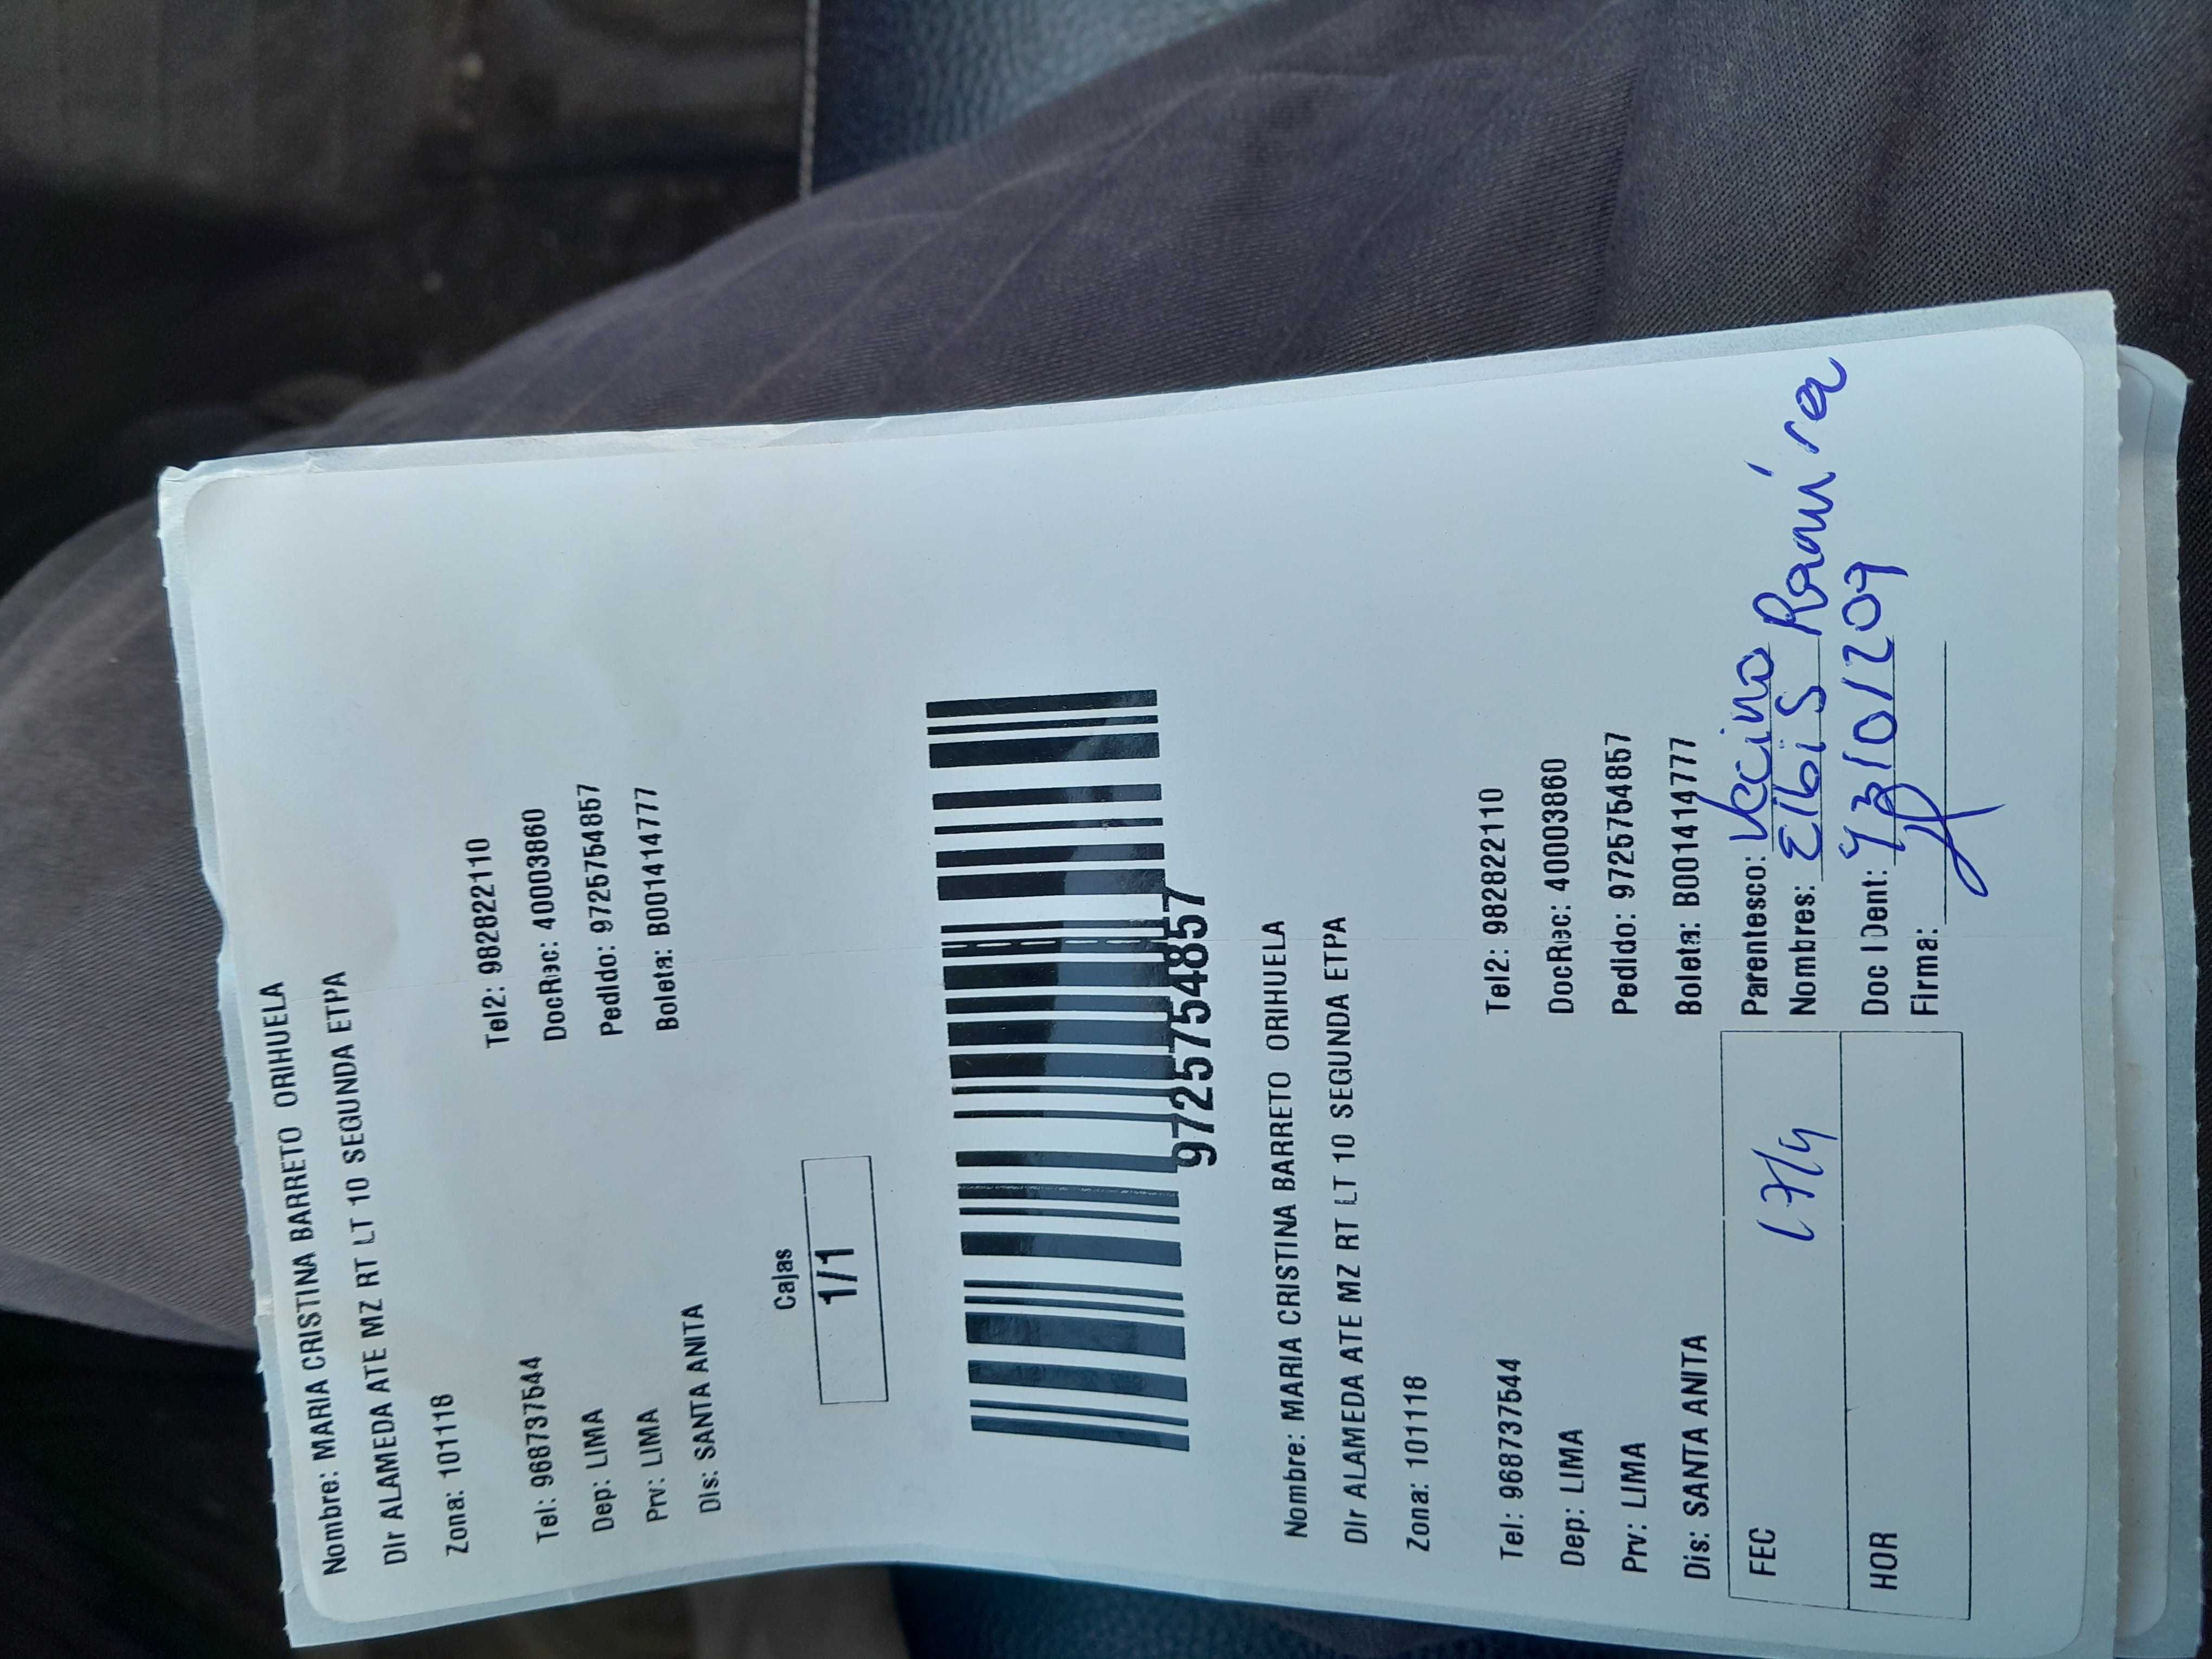 Nombre: MARIA CRISTINA BARRETO ORIHUELA
Dir ALAMEDA ATE MZ RT LT 10 SEGUNDA ETPA
Zona: 101118
Tel: 968737544 Tel2: 982822110
Dep: LIMA DocRec: 40003860
Prv: LIMA Pedido: 9725754857
Dis: SANTA ANITA Boleta: B001414777
Cajas
1/1
9725754857
Nombre: MARIA CRISTINA BARRETO ORIHUELA
Dir ALAMEDA ATE MZ RT LT 10 SEGUNDA ETPA
Zona: 101118
Tel: 968737544 Tel2: 982822110
Dep: LIMA DocRec: 40003860
Prv: LIMA Pedido: 9725754857
Dis: SANTA ANITA Boleta: B001414777
FEC Parentesco: Vecino
Nombres:
HOR Doc IDent:
Firma: